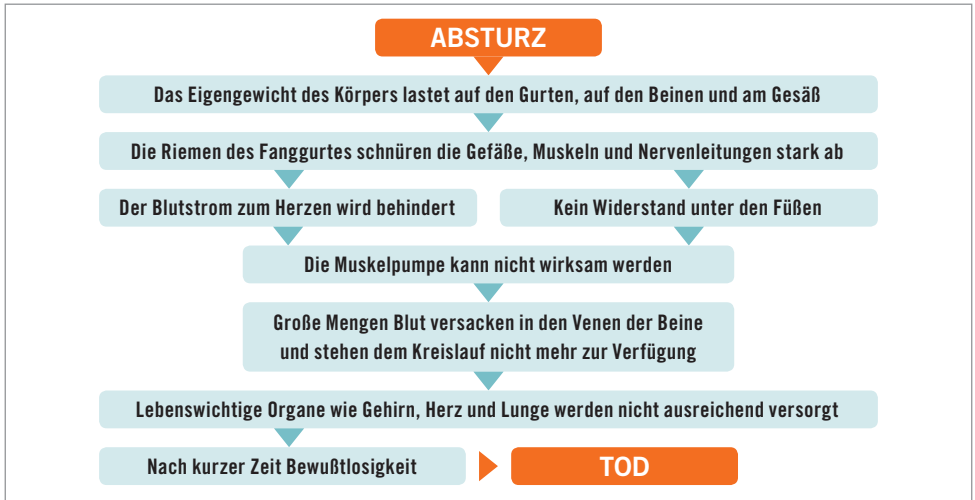 ABSTURZ
Das Eigengewicht des Körpers lastet auf den Gurten, auf den Beinen und am Gesäß
Die Riemen des Fanggurtes schnüren die Gefäße, Muskeln und Nervenleitungen stark ab
Der Blutstrom zum Herzen wird behindert
Kein Widerstand unter den Füßen
Die Muskelpumpe kann nicht wirksam werden
Große Mengen Blut versacken in den Venen der Beine
und stehen dem Kreislauf nicht mehr zur Verfügung
Lebenswichtige Organe wie Gehirn, Herz und Lunge werden nicht ausreichend versorgt
Nach kurzer Zeit Bewußtlosigkeit
TOD